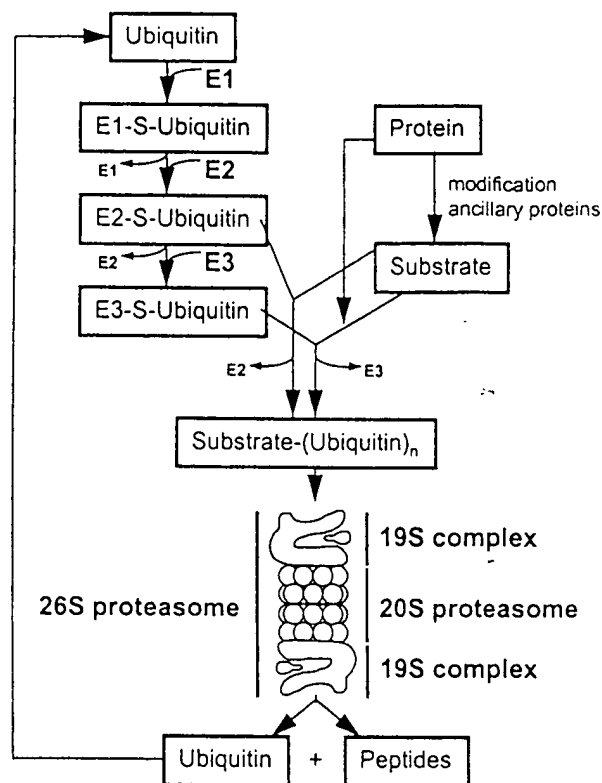 Ubiquitin
E1
E1-S-Ubiquitin
E1 E2
E2-S-Ubiquitin
E2 E3
E3-S-Ubiquitin
Protein
modification
ancillary proteins
Substrate
E2 E3
Substrate-(Ubiquitin)n
26S proteasome
19S complex
20S proteasome
19S complex
Ubiquitin + Peptides